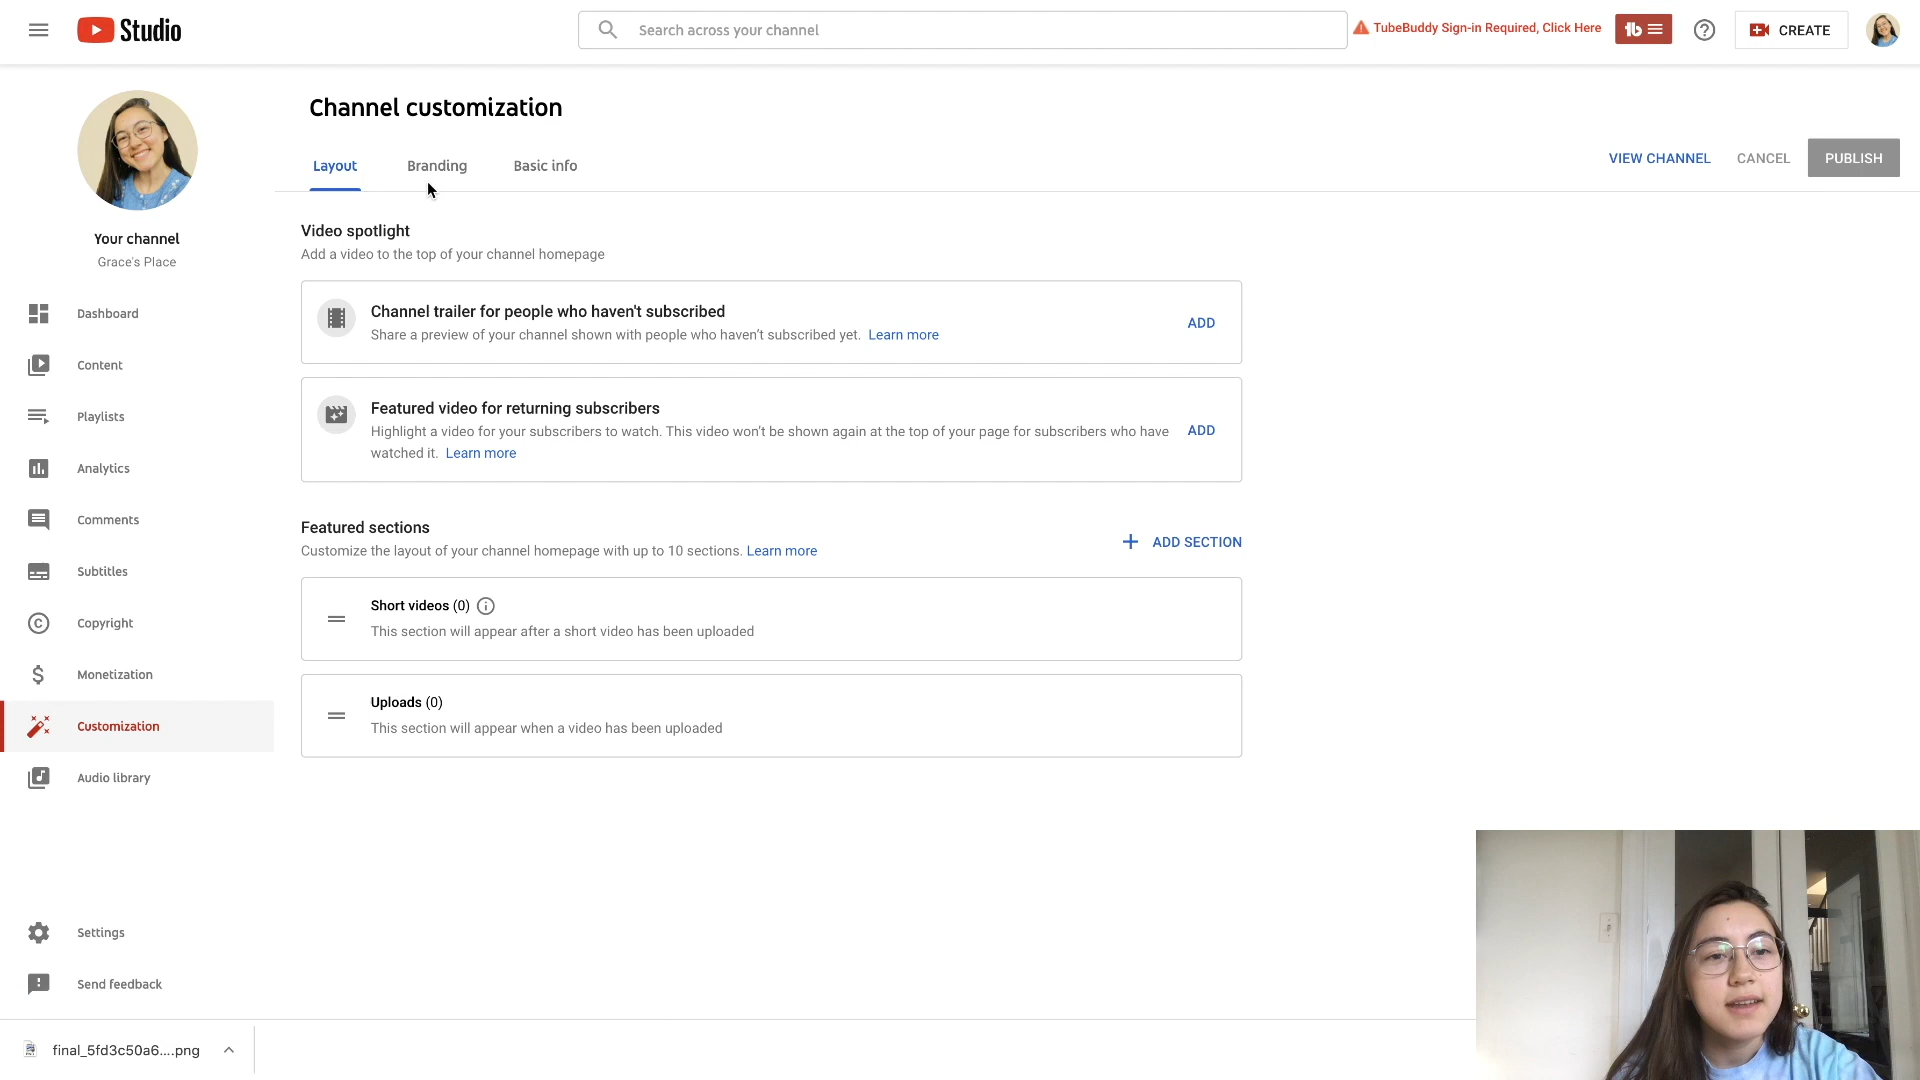 Studio
Search across your channel
TubeBuddy Sign-in Required, Click Here
tb
CREATE
Channel customization
Layout
Branding
Basic info
VIEW CHANNEL
CANCEL
PUBLISH
Your channel
Grace's Place
Dashboard
Content
Playlists
Analytics
Comments
Subtitles
Copyright
Monetization
Customization
Audio library
Settings
Send feedback
Video spotlight
Add a video to the top of your channel homepage
Channel trailer for people who haven't subscribed
Share a preview of your channel shown with people who haven't subscribed yet. Learn more
ADD
Featured video for returning subscribers
Highlight a video for your subscribers to watch. This video won't be shown again at the top of your page for subscribers who have
watched it. Learn more
ADD
Featured sections
Customize the layout of your channel homepage with up to 10 sections. Learn more
ADD SECTION
Short videos (0)
This section will appear after a short video has been uploaded
Uploads (0)
This section will appear when a video has been uploaded
final_5fd3c50a6....png